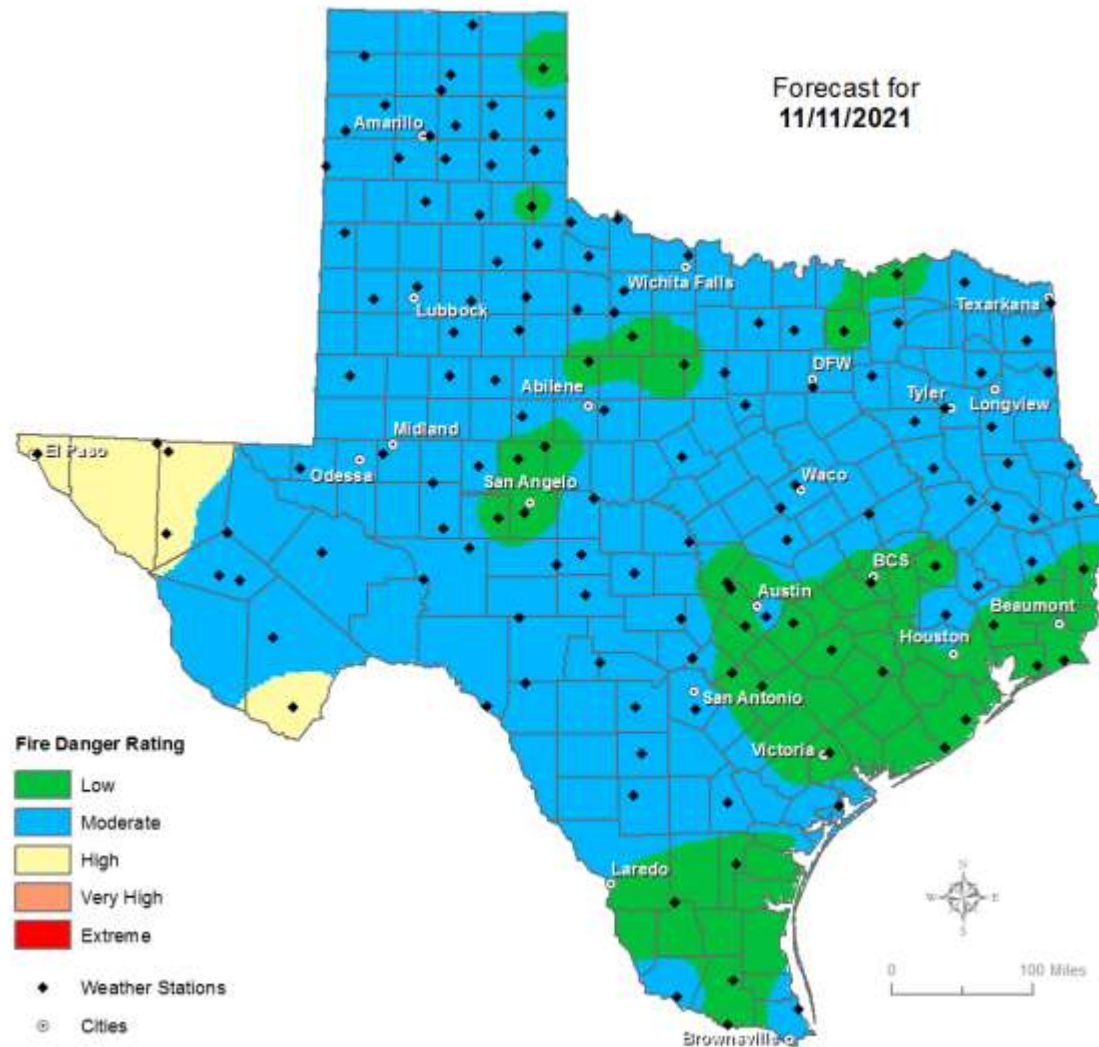 Forecast for
11/11/2021
Amarillo
Wichita Falls
Lubbock
Texarkana
DFW
Abilene
Tyler
Longview
Midland
El Paso
Odessa
San Angelo
Waco
BCS
Austin
Beaumont
Houston
San Antonio
Victoria
Laredo
Brownsville
Fire Danger Rating
Low
Moderate
High
Very High
Extreme
Weather Stations
Cities
N
W E
S
0 100 Miles